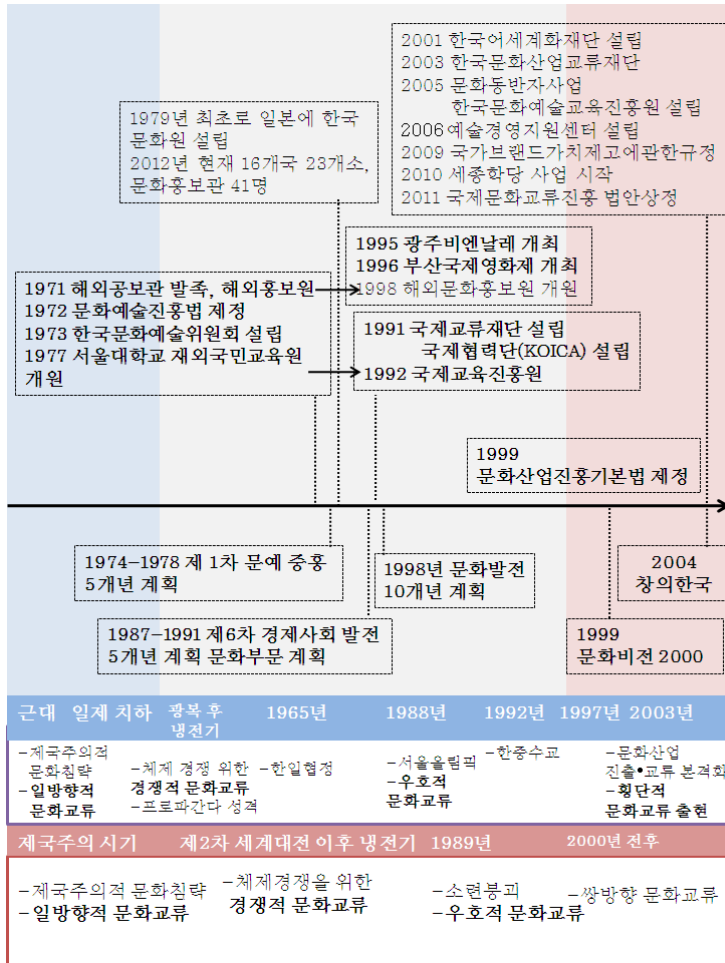 2001 한국어세계화재단 설립
2003 한국문화산업교류재단
2005 문화동반자사업
한국문화예술교육진흥원 설립
2006예술경영지원센터 설립
2009 국가브랜드가치제고에관한규정
2010 세종학당 사업 시작
2011 국제문화교류진흥 법안상정
1979년 최초로 일본에 한국
문화원 설립
2012년 현재 16개국 23개소,
문화홍보관 41명
1995 광주비엔날레 개최
1996 부산국제영화제 개최
1998 해외문화홍보원 개원
1971 해외공보관 발족, 해외홍보원
1972 문화예술진흥법 제정
1973 한국문화예술위원회 설립
1977 서울대학교 재외국민교육원
개원
1991 국제교류재단 설립
국제협력단(KOICA) 설립
1992 국제교육진흥원
1999
문화산업진흥기본법 제정
1974–1978 제 1차 문예 중흥
5개년 계획
1998년 문화발전
10개년 계획
2004
창의한국
1987–1991 제6차 경제사회 발전
5개년 계획 문화부문 계획
1999
문화비전 2000
근대 일제 치하 광복 후 냉전기 1965년 1988년 1992년 1997년 2003년
–제국주의적
문화침략
–일방향적
문화교류
–체제 경쟁 위한
경쟁적 문화교류
–프로파간다 성격
–한일협정
–서울올림픽
–우호적
문화교류
–한중수교
–문화산업
진출•교류 본격화
–횡단적
문화교류 출현
제국주의 시기 제2차 세계대전 이후 냉전기 1989년 2000년 전후
–제국주의적 문화침략
–일방향적 문화교류
–체제경쟁을 위한
경쟁적 문화교류
–소련붕괴
–우호적 문화교류
–쌍방향 문화교류